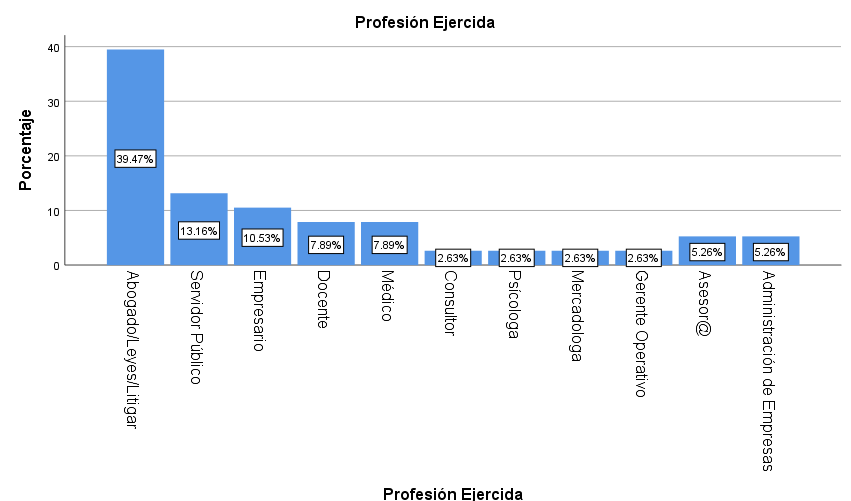 Profesión Ejercida
Porcentaje
40
30
20
10
0
39.47%
13.16%
10.53%
7.89%
7.89%
2.63%
2.63%
2.63%
2.63%
5.26%
5.26%
Abogado/Leyes/Litigar
Servidor Público
Empresario
Docente
Médico
Consultor
Psícologa
Mercadologa
Gerente Operativo
Asesor@
Administración de Empresas
Profesión Ejercida